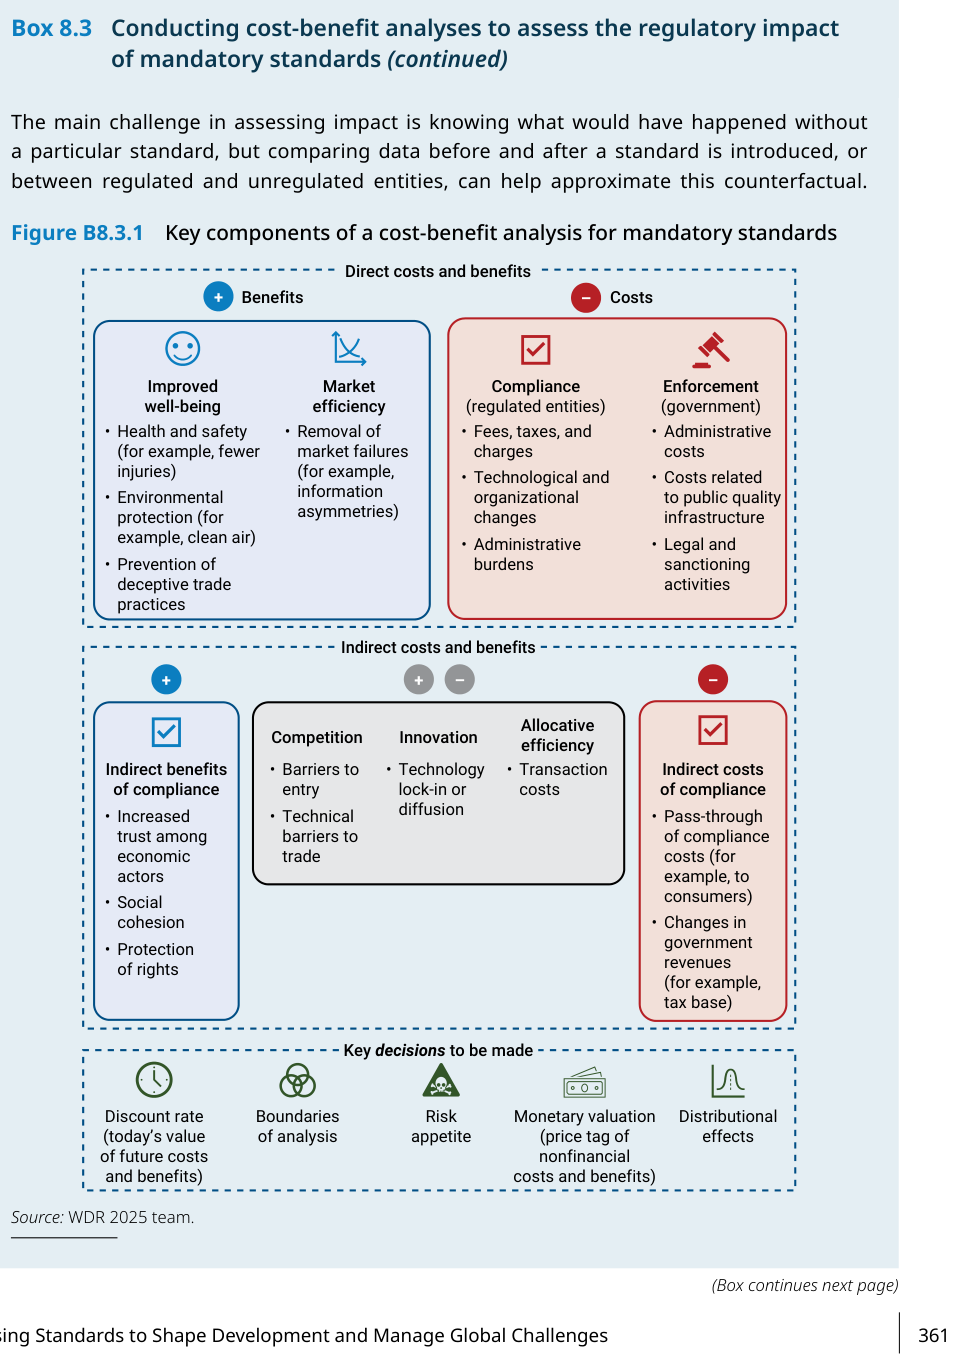 Box 8.3 Conducting cost-benefit analyses to assess the regulatory impact
of mandatory standards (continued)
The main challenge in assessing impact is knowing what would have happened without
a particular standard, but comparing data before and after a standard is introduced, or
between regulated and unregulated entities, can help approximate this counterfactual.
Figure B8.3.1 Key components of a cost-benefit analysis for mandatory standards
Direct costs and benefits
+ Benefits
Improved
well-being
• Health and safety
(for example, fewer
injuries)
• Environmental
protection (for
example, clean air)
• Prevention of
deceptive trade
practices
Market
efficiency
• Removal of
market failures
(for example,
information
asymmetries)
– Costs
Compliance
(regulated entities)
• Fees, taxes, and
charges
• Technological and
organizational
changes
• Administrative
burdens
Enforcement
(government)
• Administrative
costs
• Costs related
to public quality
infrastructure
• Legal and
sanctioning
activities
Indirect costs and benefits
+
Indirect benefits
of compliance
• Increased
trust among
economic
actors
• Social
cohesion
• Protection
of rights
+ –
Competition
• Barriers to
entry
• Technical
barriers to
trade
Innovation
• Technology
lock-in or
diffusion
Allocative
efficiency
• Transaction
costs
–
Indirect costs
of compliance
• Pass-through
of compliance
costs (for
example, to
consumers)
• Changes in
government
revenues
(for example,
tax base)
Key decisions to be made
Discount rate
(today's value
of future costs
and benefits)
Boundaries
of analysis
Risk
appetite
Monetary valuation
(price tag of
nonfinancial
costs and benefits)
Distributional
effects
Source: WDR 2025 team.
(Box continues next page)
sing Standards to Shape Development and Manage Global Challenges
361